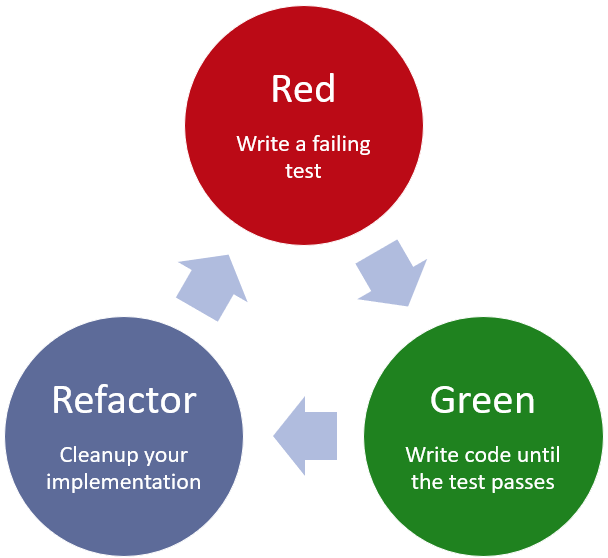 Red
Write a failing
test
Green
Write code until
the test passes
Refactor
Cleanup your
implementation